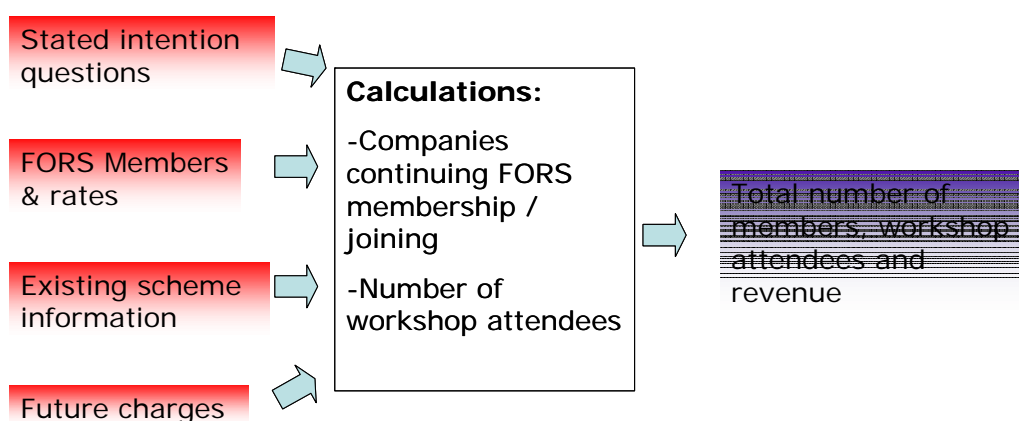 Stated intention
questions
FORS Members
& rates
Existing scheme
information
Future charges
Calculations:
-Companies
continuing FORS
membership /
joining
-Number of
workshop attendees
Total number of
members, workshop
attendees and
revenue